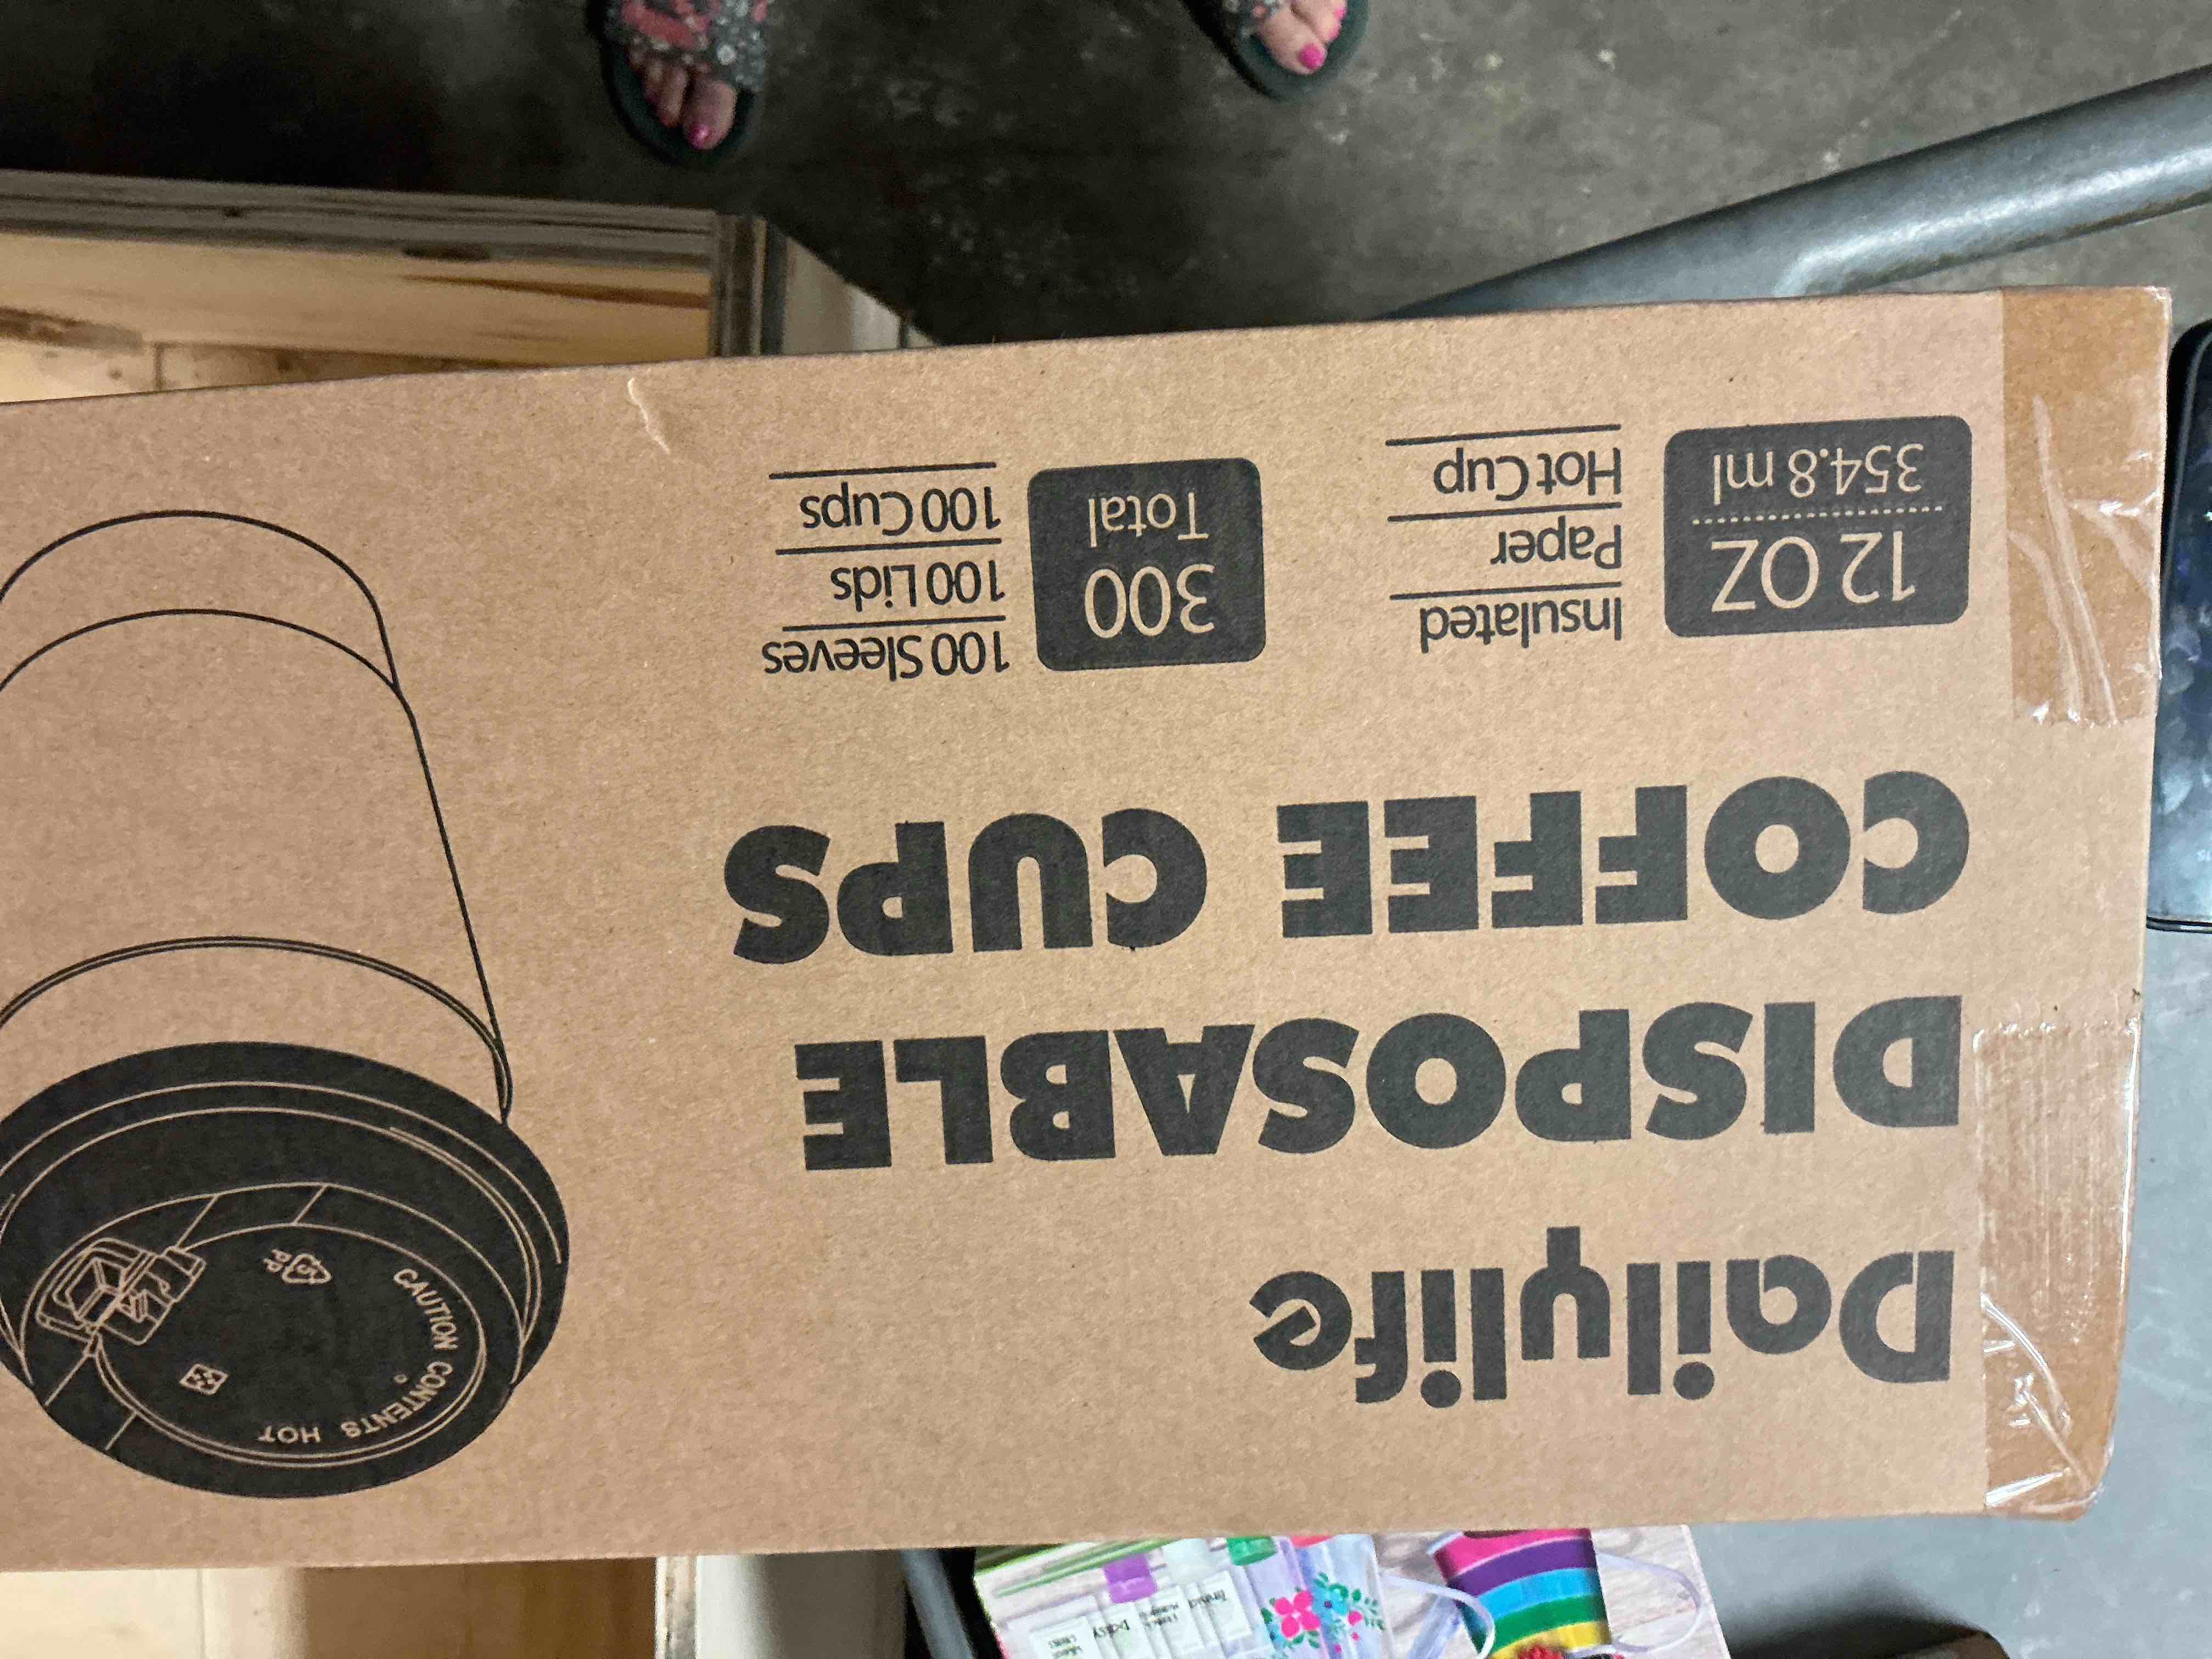 Dailylife
DISPOSABLE
COFFEE CUPS
12 OZ
354.8 ml
Insulated
Paper
Hot Cup
300
Total
100 Sleeves
100 Lids
100 Cups
CAUTION CONTENTS HOT
5
PP